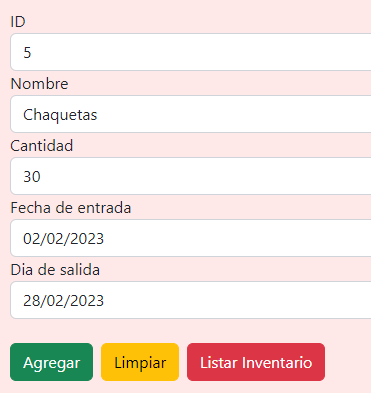 ID
5
Nombre
Chaquetas
Cantidad
30
Fecha de entrada
02/02/2023
Dia de salida
28/02/2023
Agregar Limpiar Listar Inventario